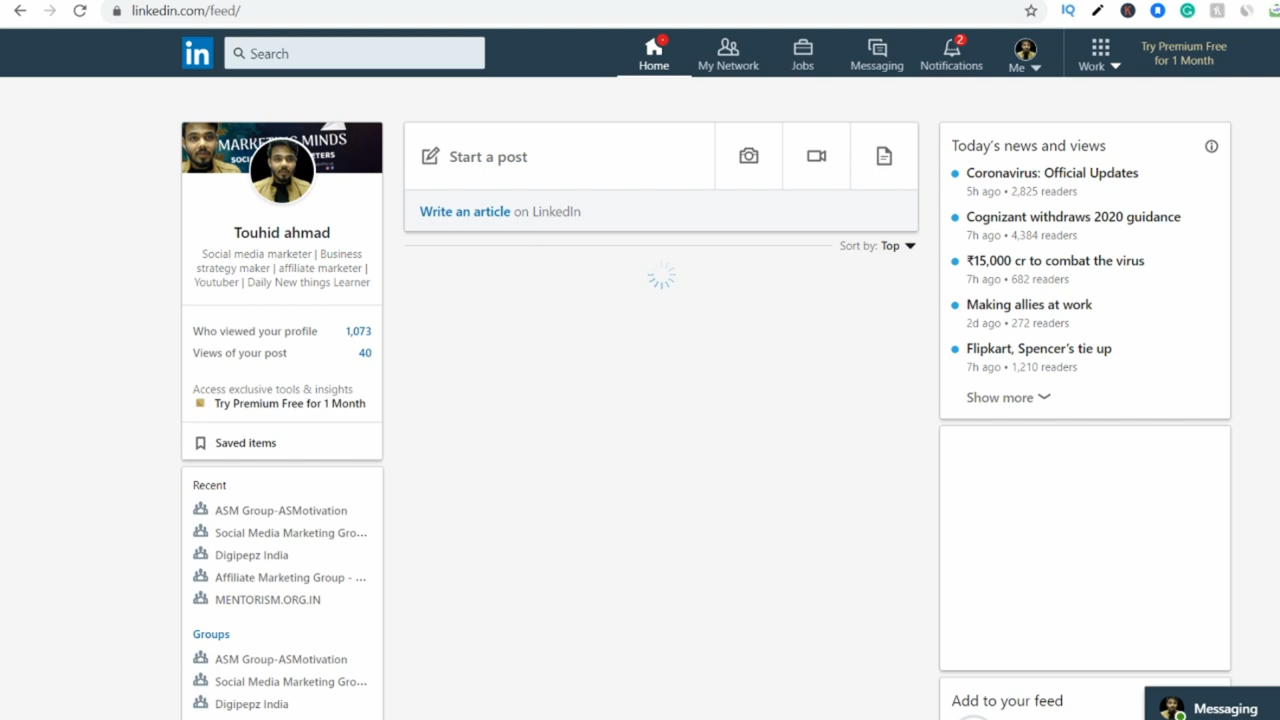 linkedin.com/feed/
IQ
K
in
Search
Home
My Network
Jobs
Messaging
2
Notifications
Me
Work
Try Premium Free
for 1 Month
MARKETING MINDS
Touhid ahmad
Social media marketer | Business
strategy maker | affiliate marketer |
Youtuber | Daily New things Learner
Who viewed your profile 1,073
Views of your post 40
Access exclusive tools & insights
Try Premium Free for 1 Month
Saved items
Recent
ASM Group-ASMotivation
Social Media Marketing Gro...
Digipepz India
Affiliate Marketing Group - ...
MENTORISM.ORG.IN
Groups
ASM Group-ASMotivation
Social Media Marketing Gro...
Digipepz India
Start a post
Write an article on LinkedIn
Sort by: Top
Today's news and views
Coronavirus: Official Updates
5h ago • 2,825 readers
Cognizant withdraws 2020 guidance
7h ago • 4,384 readers
₹15,000 cr to combat the virus
7h ago • 682 readers
Making allies at work
2d ago • 272 readers
Flipkart, Spencer's tie up
7h ago • 1,210 readers
Show more
Add to your feed
Messaging